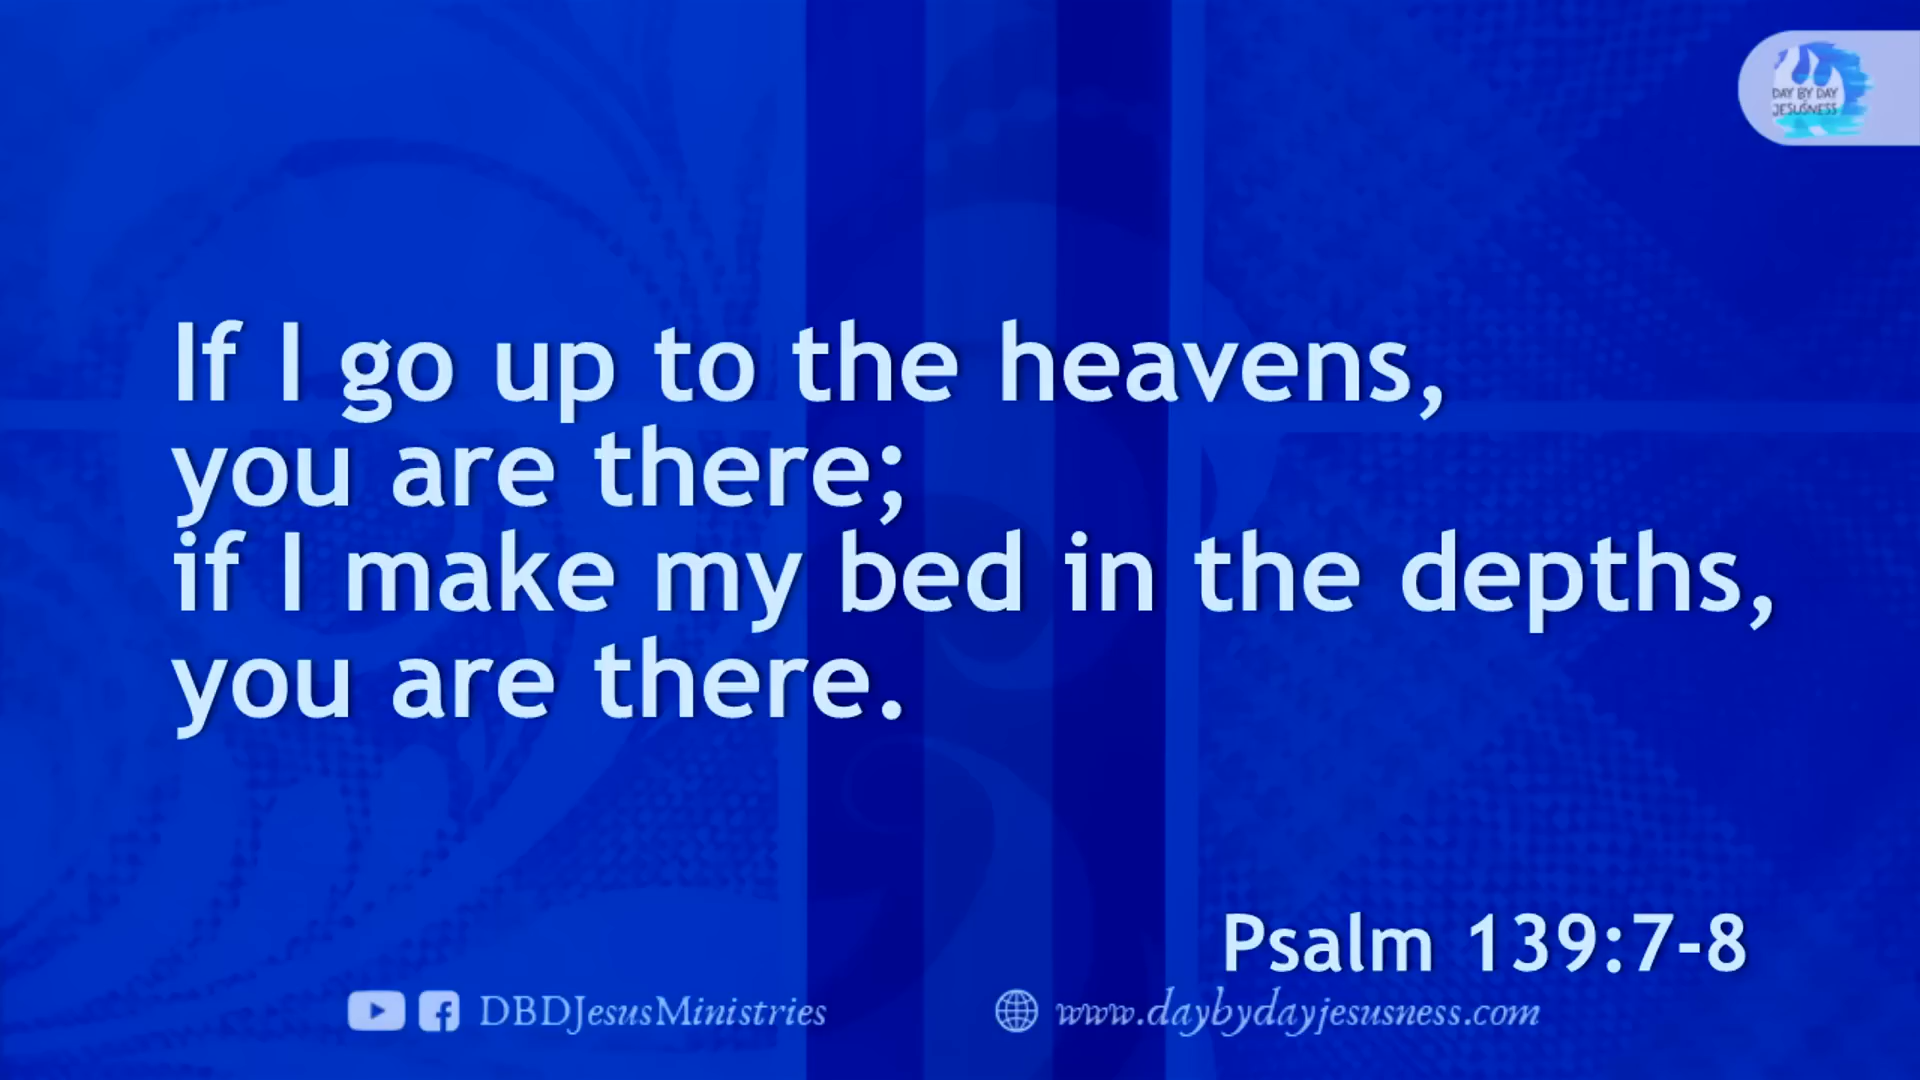 DAY BY DAY
JESUSNESS
If I go up to the heavens,
you are there;
if I make my bed in the depths,
you are there.
Psalm 139:7-8
DBDJesusMinistries
www.daybydayjesusness.com